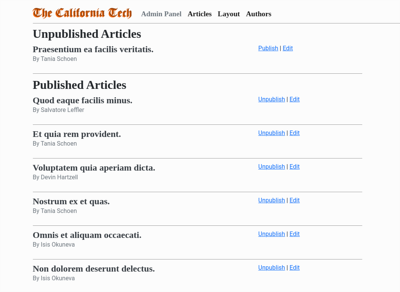 The California Tech Admin Panel Articles Layout Authors
Unpublished Articles
Praesentium ea facilis veritatis. Publish | Edit
By Tania Schoen
Published Articles
Quod eaque facilis minus. Unpublish | Edit
By Salvatore Leffler
Et quia rem provident. Unpublish | Edit
By Tania Schoen
Voluptatem quia aperiam dicta. Unpublish | Edit
By Devin Hartzell
Nostrum ex et quas. Unpublish | Edit
By Tania Schoen
Omnis et aliquam occaecati. Unpublish | Edit
By Isis Okuneva
Non dolorem deserunt delectus. Unpublish | Edit
By Isis Okuneva